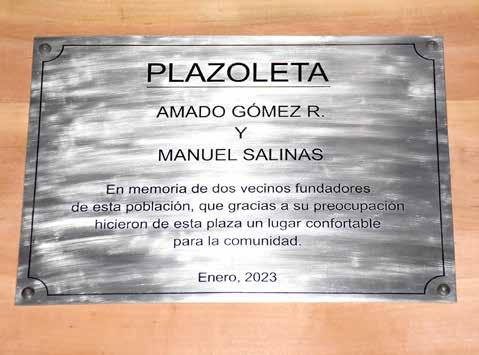 PLAZOLETA
AMADO GÓMEZ R.
Y
MANUEL SALINAS
En memoria de dos vecinos fundadores
de esta población, que gracias a su preocupación
hicieron de esta plaza un lugar confortable
para la comunidad.
Enero, 2023